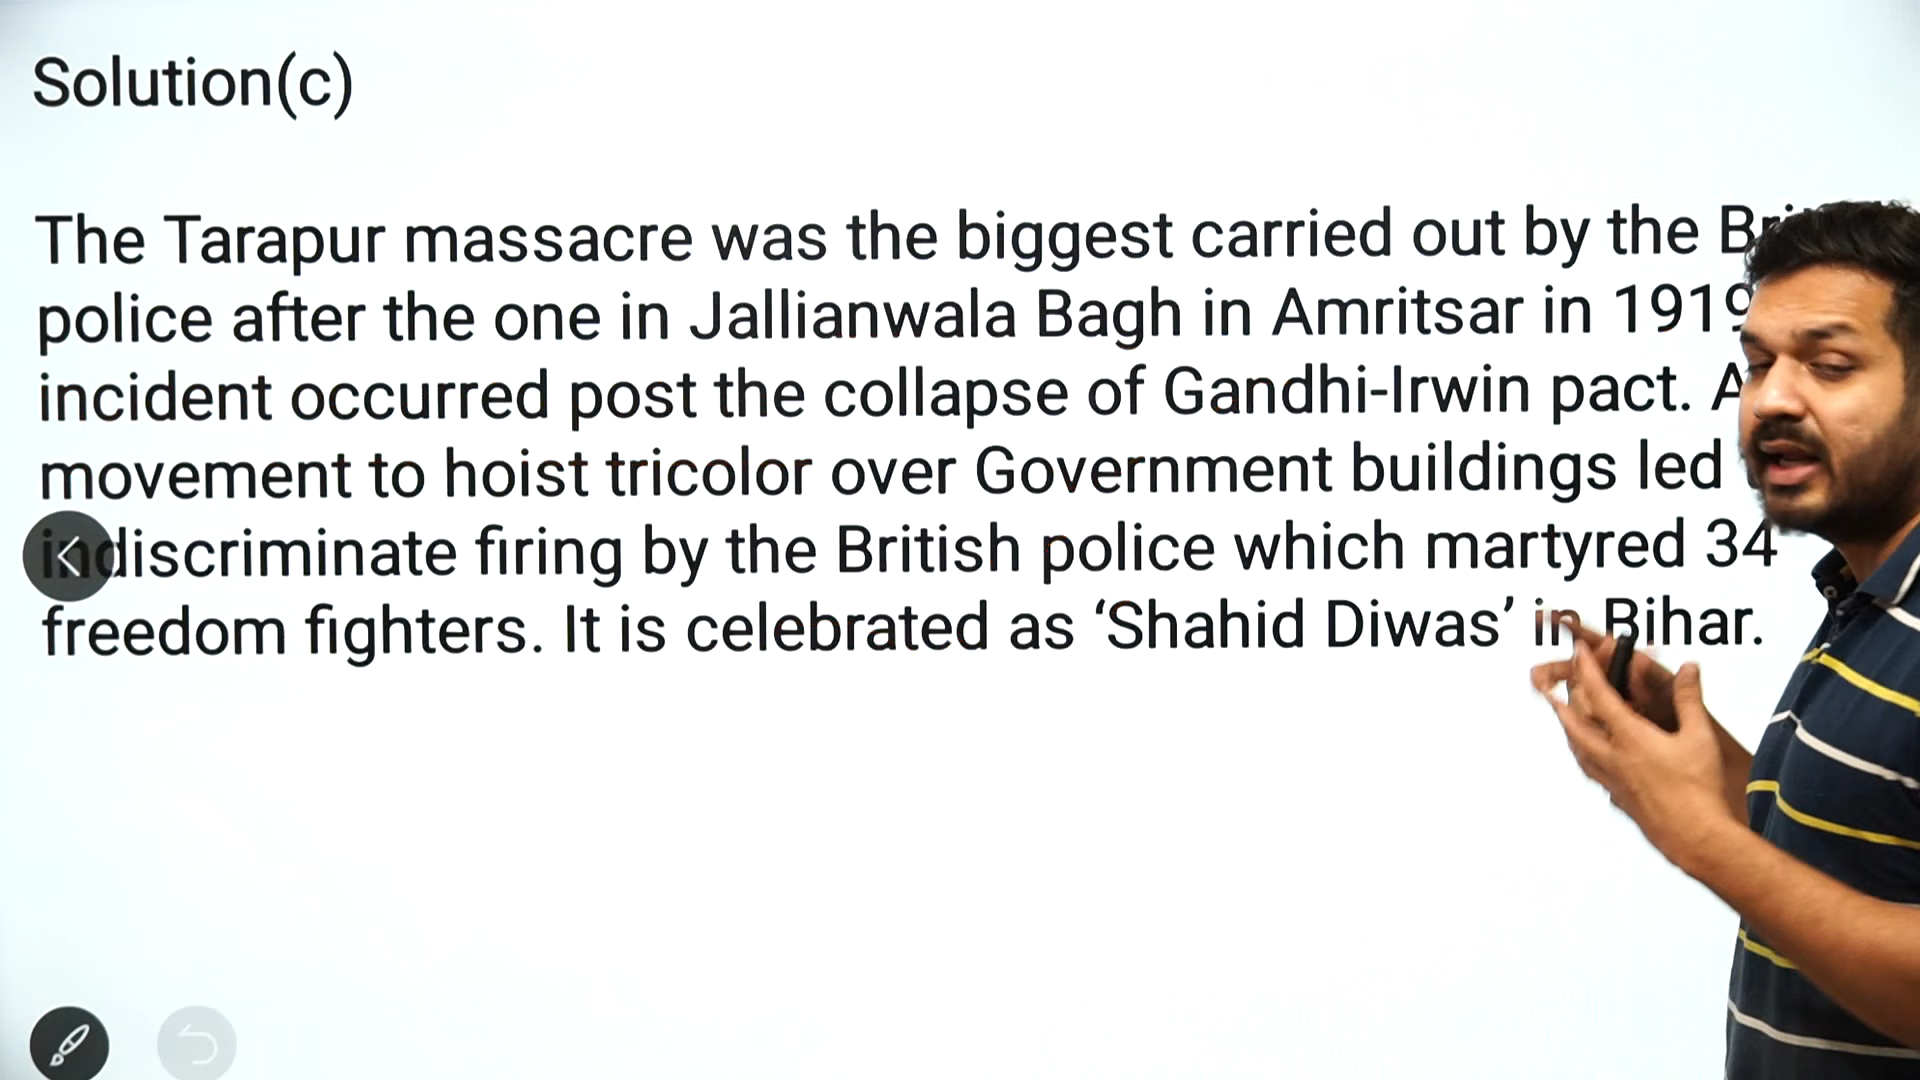 Solution(c)
The Tarapur massacre was the biggest carried out by the
police after the one in Jallianwala Bagh in Amritsar in 1919
incident occurred post the collapse of Gandhi-Irwin pact. A
movement to hoist tricolor over Government buildings led
indiscriminate firing by the British police which martyred 34
freedom fighters. It is celebrated as ‘Shahid Diwas’ in Bihar.